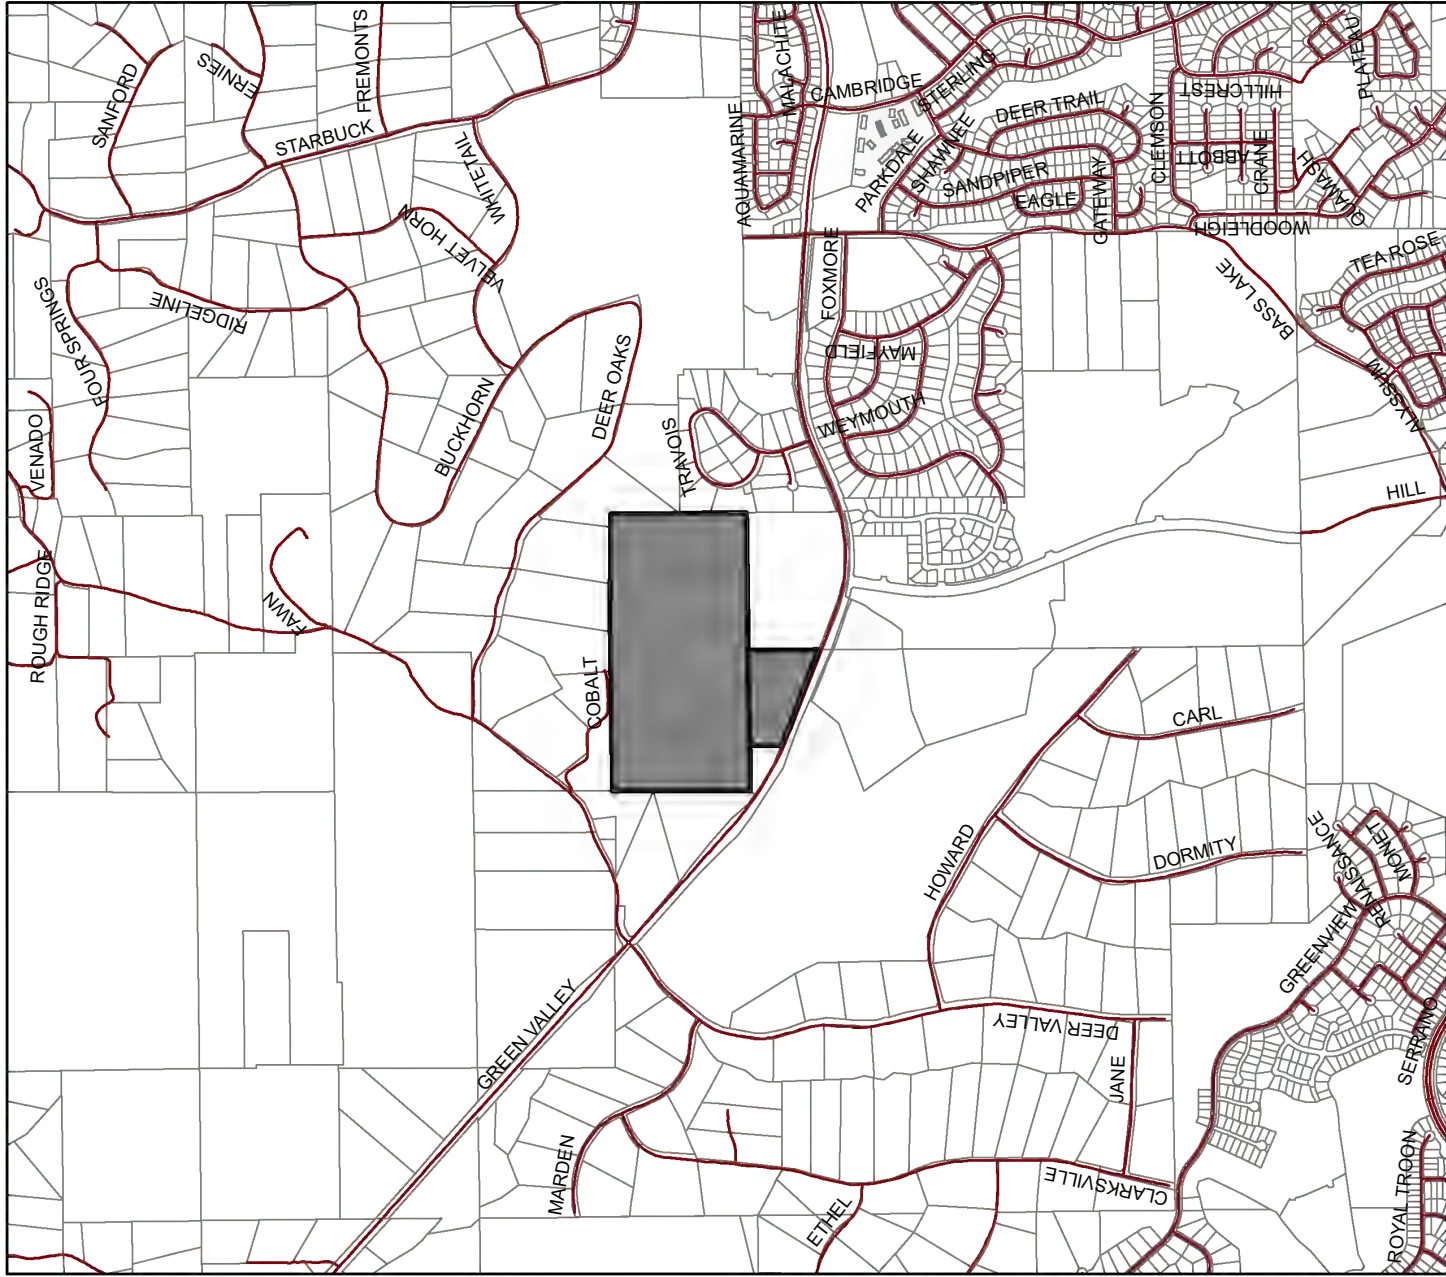 FREMONTS
MALACHITE
PLATEAU
ERNIES
SANFORD
CAMBRIDGE
STERLING
HILLCREST
DEER TRAIL
STARBUCK
CLEMSON
AQUAMARINE
PARKDALE
SHAWNEE
ABBOTT
CRANE
QUAMASH
WHITETAIL
SANDPIPER
EAGLE
GATEWAY
WOODLEIGH
VELVET HORN
TEA ROSE
FOXMORE
BASS LAKE
RIDGELINE
FOUR SPRINGS
MAYFIELD
DEER OAKS
ALYSSUM
WEYMOUTH
BUCKHORN
VENADO
TRAVOIS
HILL
ROUGH RIDGE
FAWN
COBALT
CARL
HOWARD
DORMITY
RENAISSANCE
MONET
GREENVIEW
GREEN VALLEY
DEER VALLEY
SERRANO
JANE
MARDEN
CLARKSVILLE
ETHEL
ROYAL TROON